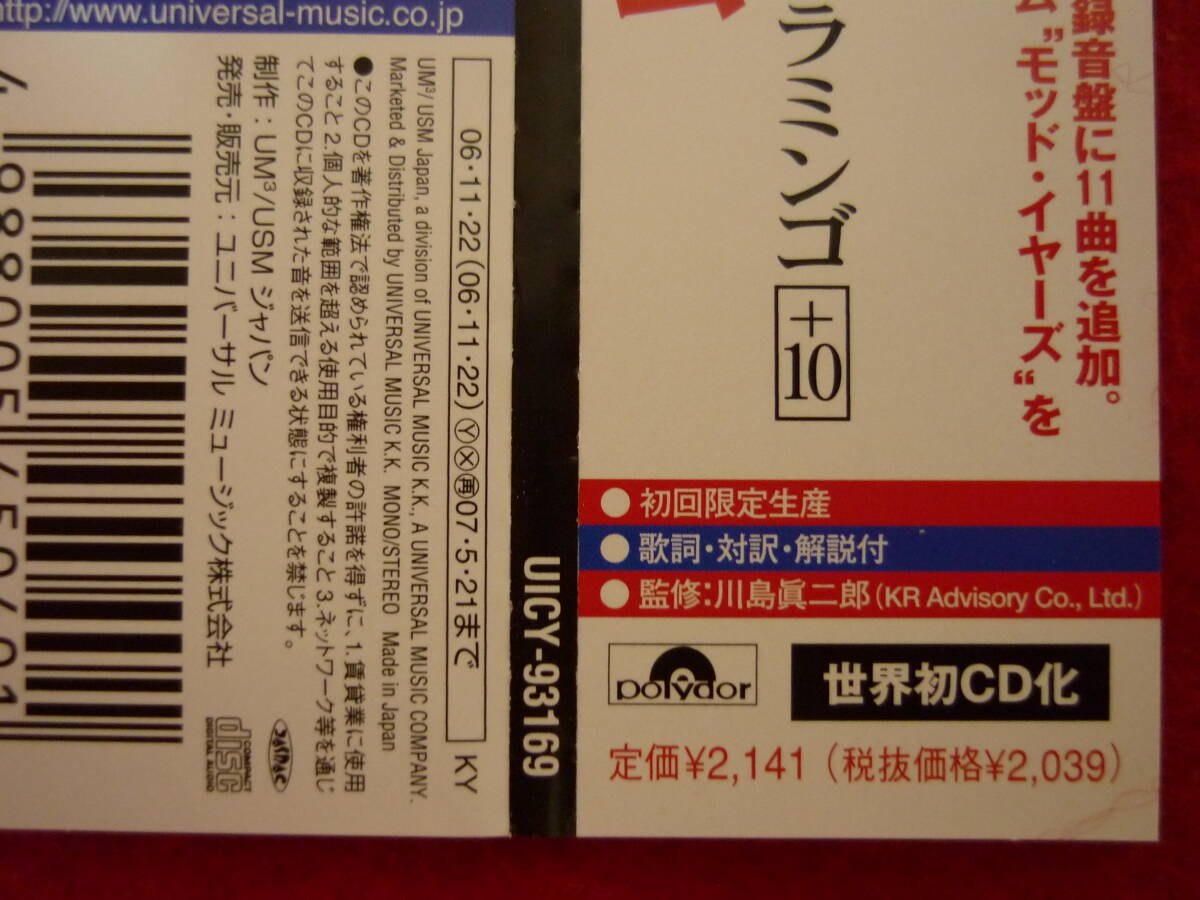 録音盤に11曲を追加。
ム”モッド・イヤーズ“を
ラミンゴ +10
● 初回限定生産
● 歌詞・対訳・解説付
● 監修:川島眞二郎(KR Advisory Co., Ltd.)
polydor
世界初CD化
定価¥2,141（税抜価格¥2,039）
UICY-93169
http://www.universal-music.co.jp
06・11・22(06・11・22)ⓎⓍ㊢07・5・21まで KY
UM³/ USM Japan, a division of UNIVERSAL MUSIC K.K., A UNIVERSAL MUSIC COMPANY.
Marketed & Distributed by UNIVERSAL MUSIC K.K. MONO/STEREO Made in Japan
●このCDを著作権法で認められている権利者の許諾を得ずに、1.賃貸業に使用
すること 2.個人的な範囲を超える使用目的で複製すること 3.ネットワーク等を通じ
てこのCDに収録された音を送信できる状態にすることを禁じます。
制作：UM³/USM ジャパン
発売・販売元：ユニバーサル ミュージック株式会社
JASRAC
COMPACT
disc
DIGITAL AUDIO